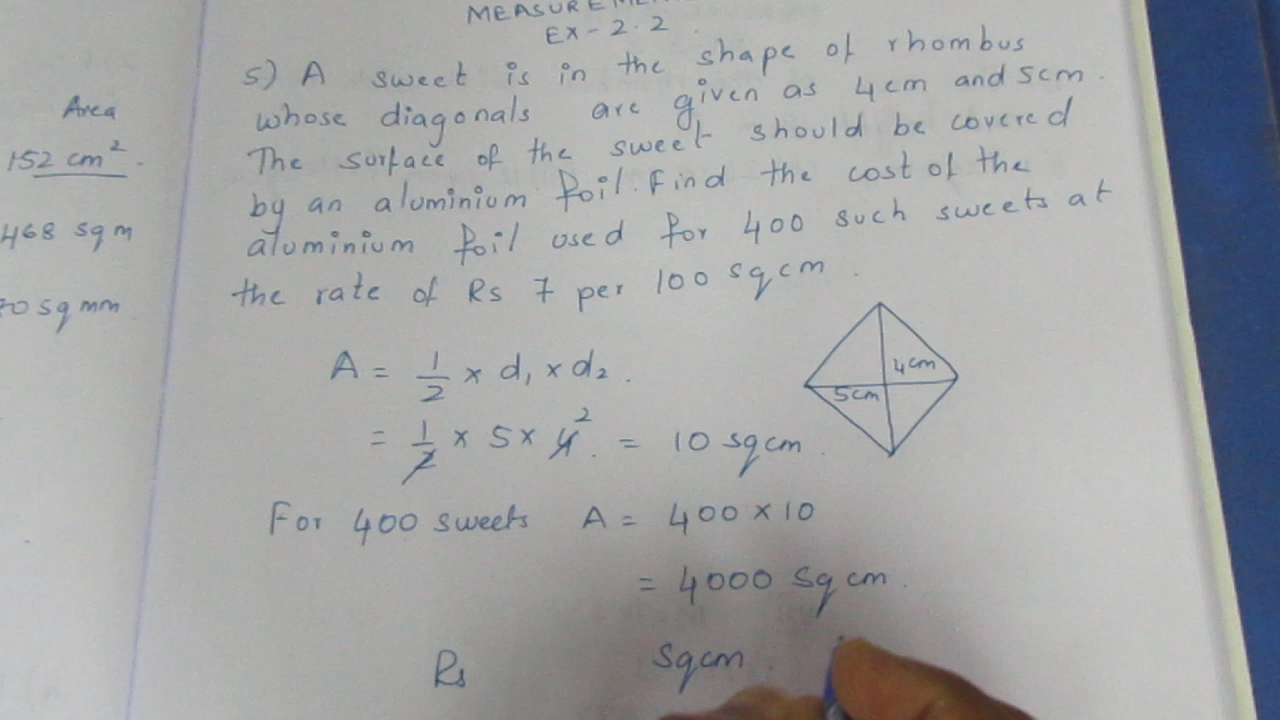 MEASUREME
Ex - 2.2
Area
152 cm².
468 sqm
0 sqmm
5) A sweet is in the shape of rhombus
whose diagonals are given as 4cm and 5cm.
The surface of the sweet should be covered
by an aluminium foil. Find the cost of the
aluminium foil used for 400 such sweets at
the rate of Rs 7 per 100 sqcm.
A = 1/2 x d₁ x d₂.
= 1/2 x 5 x 4². = 10 sqcm.
4cm
5cm
For 400 sweets A = 400 x 10
= 4000 Sqcm.
Rs Sqcm.